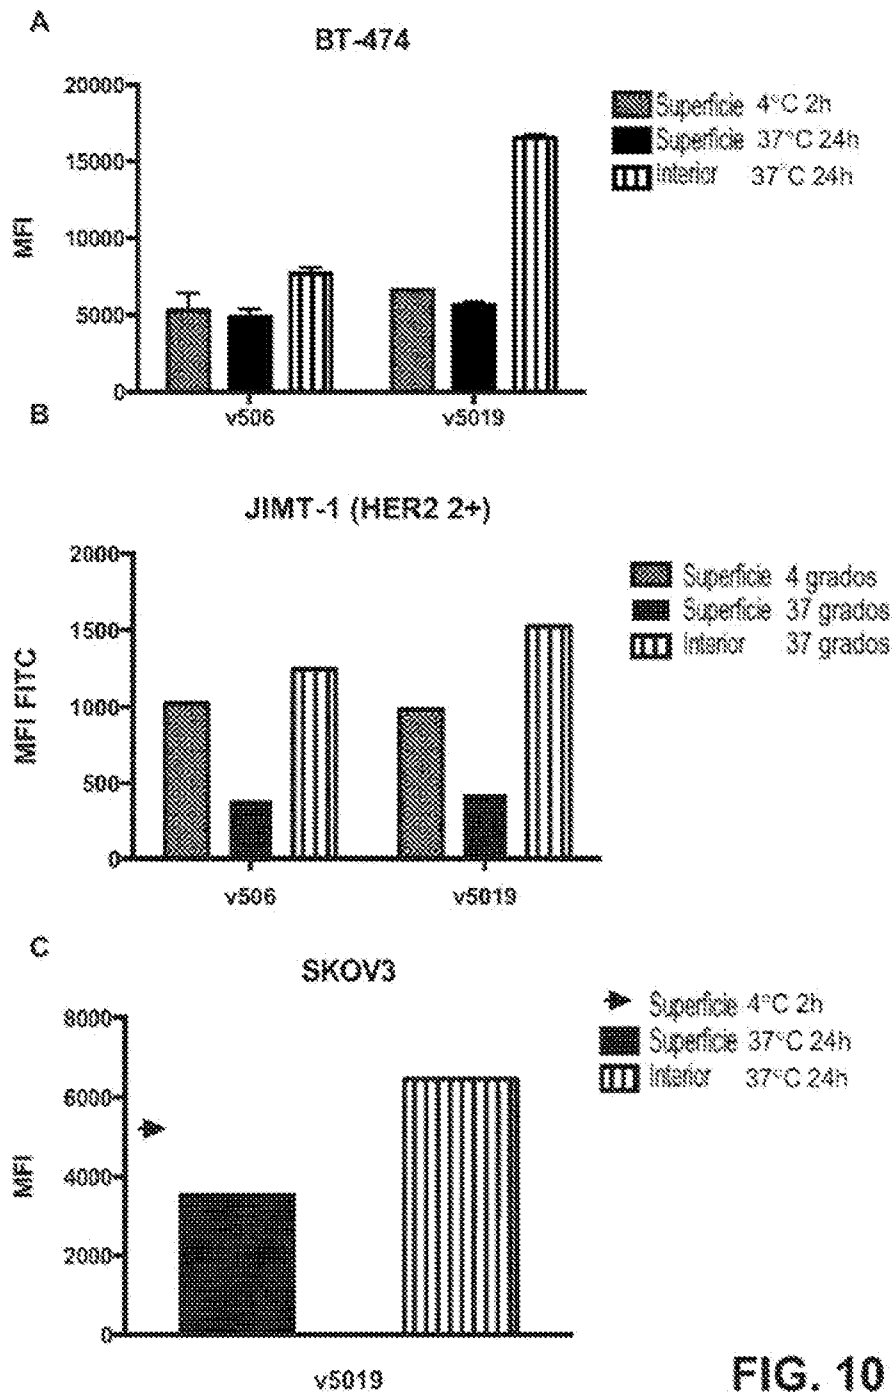 A
BT-474
20000
15000
10000
5000
0
MFI
v506
v5019
Superficie 4°C 2h
Superficie 37°C 24h
Interior 37°C 24h
B
JIMT-1 (HER2 2+)
2000
1500
1000
500
0
MFI FITC
v506
v5019
Superficie 4 grados
Superficie 37 grados
Interior 37 grados
C
SKOV3
8000
6000
4000
2000
0
MFI
v5019
Superficie 4°C 2h
Superficie 37°C 24h
Interior 37°C 24h
FIG. 10